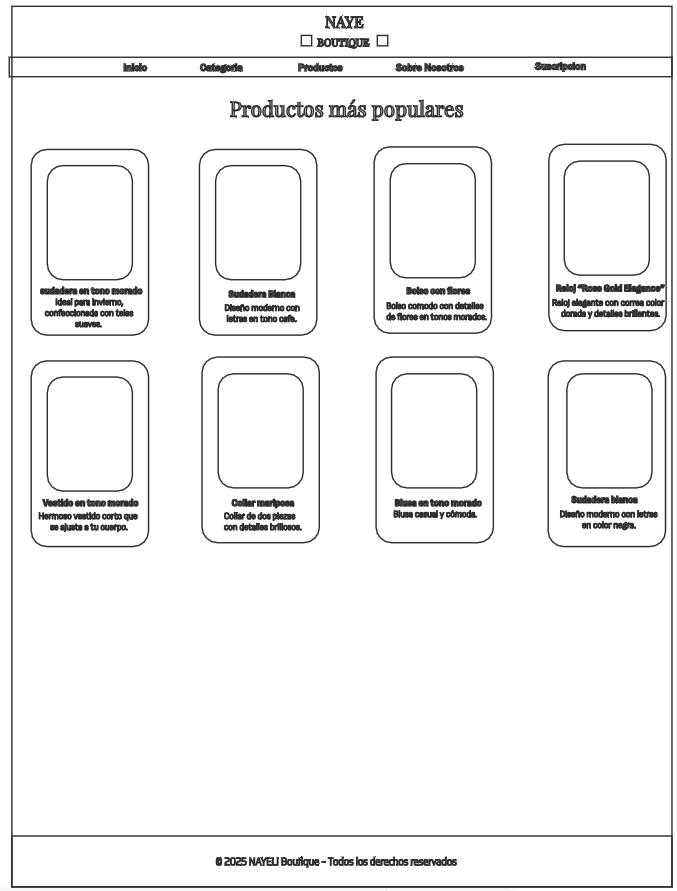 NAYE
BOUTIQUE
Inicio Categoria Productos Sobre Nosotros Suscripcion
Productos más populares
sudadera en tono morado
Ideal para invierno,
confeccionada con telas
suaves.
Sudadera Blanca
Diseño moderno con
letras en tono cafe.
Bolso con flores
Bolso comodo con detalles
de flores en tonos morados.
Reloj “Rose Gold Elegance”
Reloj elegante con correa color
dorada y detalles brillantes.
Vestido en tono morado
Hermoso vestido corto que
se ajusta a tu cuerpo.
Collar mariposa
Collar de dos piezas
con detalles brillosos.
Blusa en tono morado
Blusa casual y cómoda.
Sudadera blanca
Diseño moderno con letras
en color negra.
© 2025 NAYELI Boutique – Todos los derechos reservados